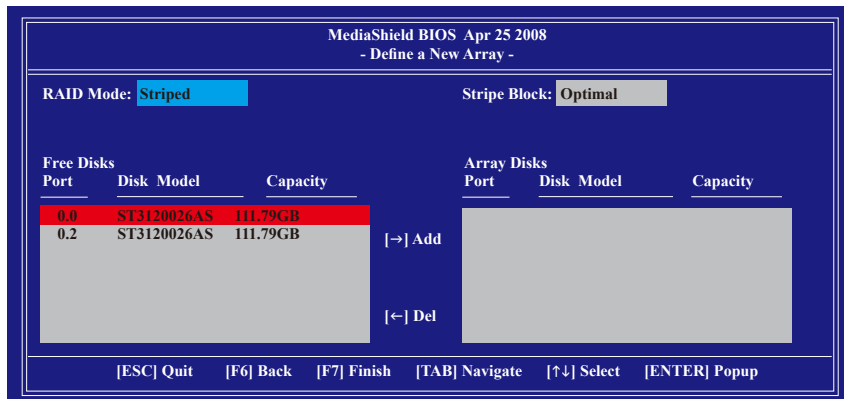 MediaShield BIOS Apr 25 2008
- Define a New Array -
RAID Mode: Striped
Stripe Block: Optimal
Free Disks
Port Disk Model Capacity
0.0 ST3120026AS 111.79GB
0.2 ST3120026AS 111.79GB
[→] Add
[←] Del
Array Disks
Port Disk Model Capacity
[ESC] Quit [F6] Back [F7] Finish [TAB] Navigate [↑↓] Select [ENTER] Popup